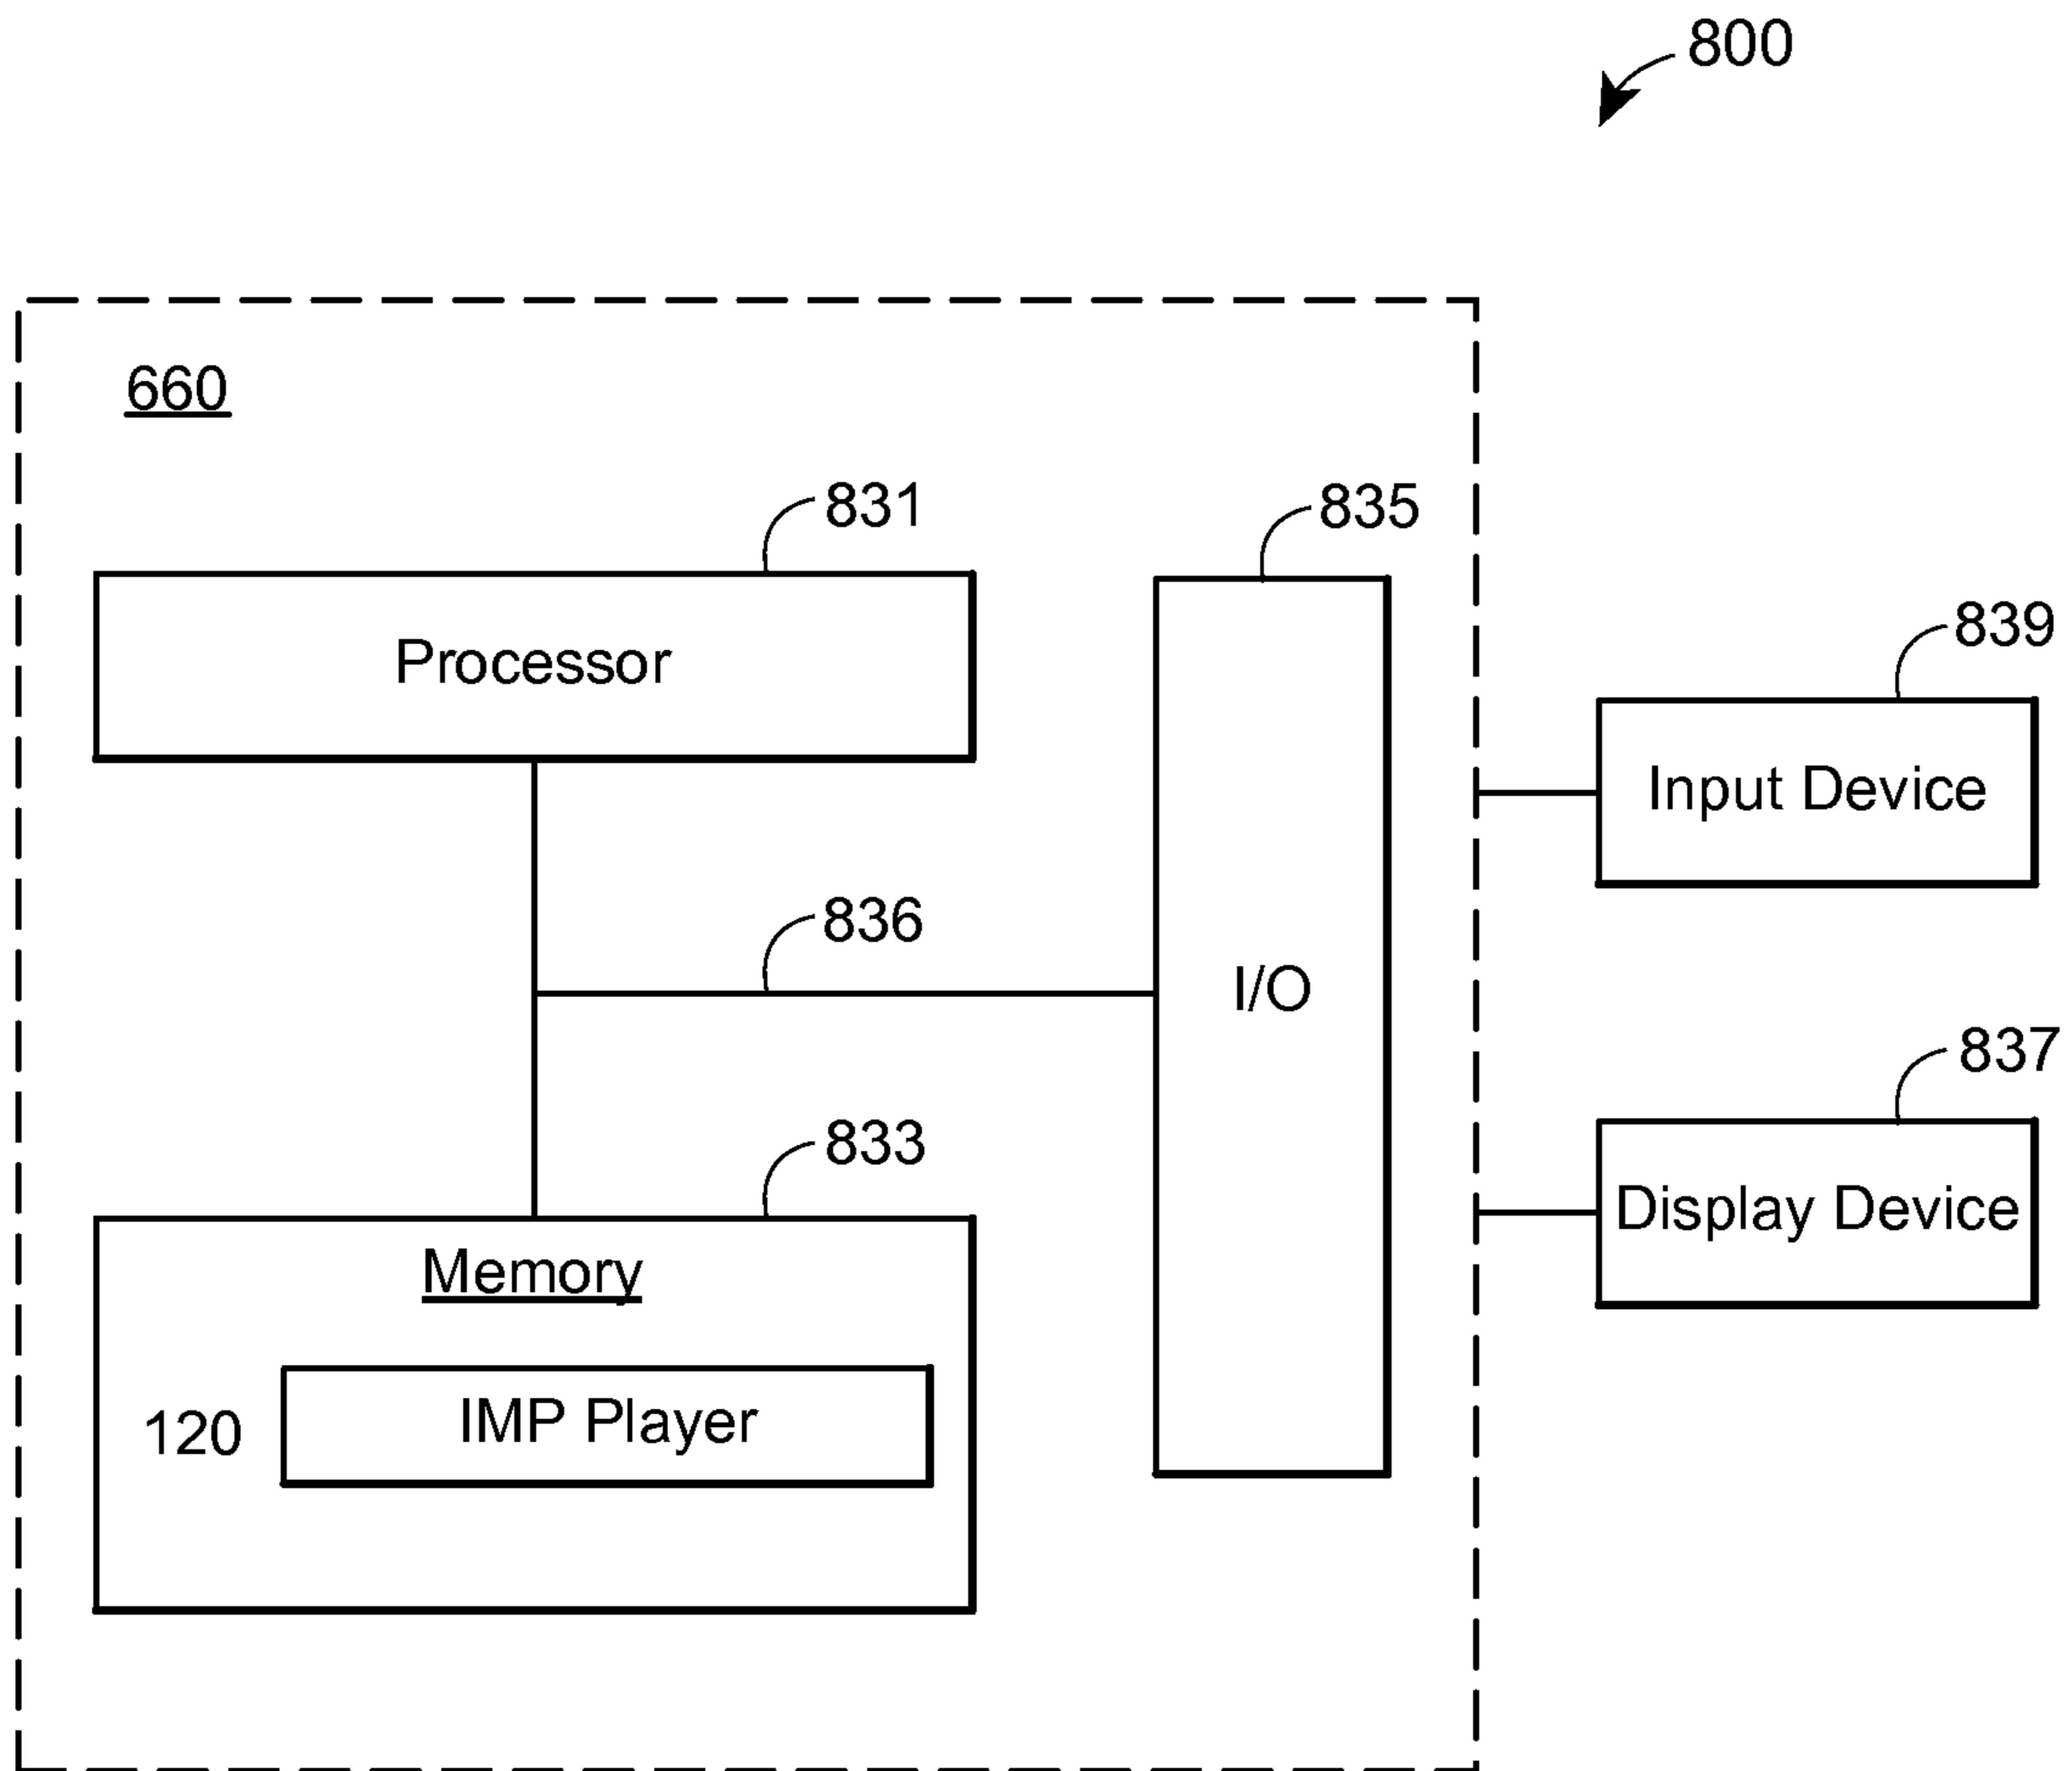 800
660
831
835
Processor
839
Input Device
836
I/O
837
833
Display Device
Memory
120
IMP Player